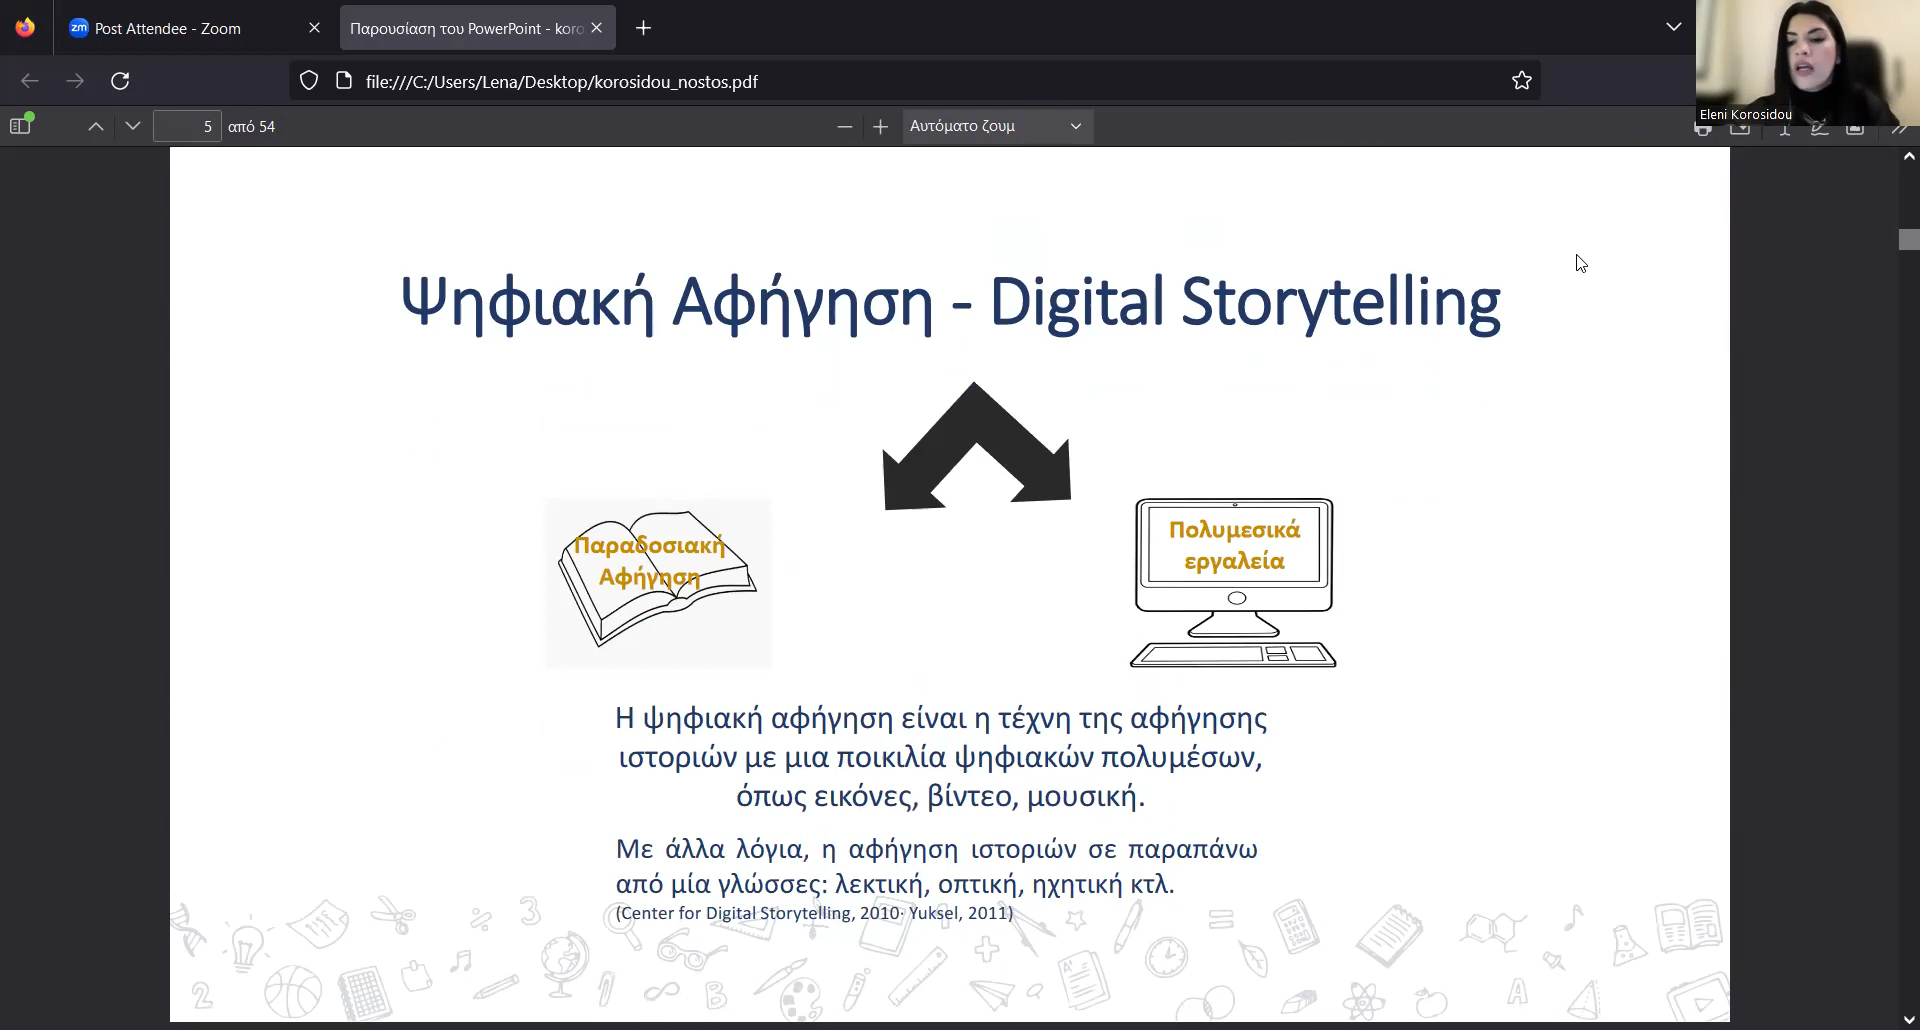 Post Attendee - Zoom
Παρουσίαση του PowerPoint - koro
file:///C:/Users/Lena/Desktop/korosidou_nostos.pdf
Eleni Korosidou
5 από 54
Αυτόματο ζουμ
Ψηφιακή Αφήγηση - Digital Storytelling
Παραδοσιακή
Αφήγηση
Πολυμεσικά
εργαλεία
Η ψηφιακή αφήγηση είναι η τέχνη της αφήγησης
ιστοριών με μια ποικιλία ψηφιακών πολυμέσων,
όπως εικόνες, βίντεο, μουσική.
Με άλλα λόγια, η αφήγηση ιστοριών σε παραπάνω
από μία γλώσσες: λεκτική, οπτική, ηχητική κτλ.
(Center for Digital Storytelling, 2010· Yuksel, 2011)